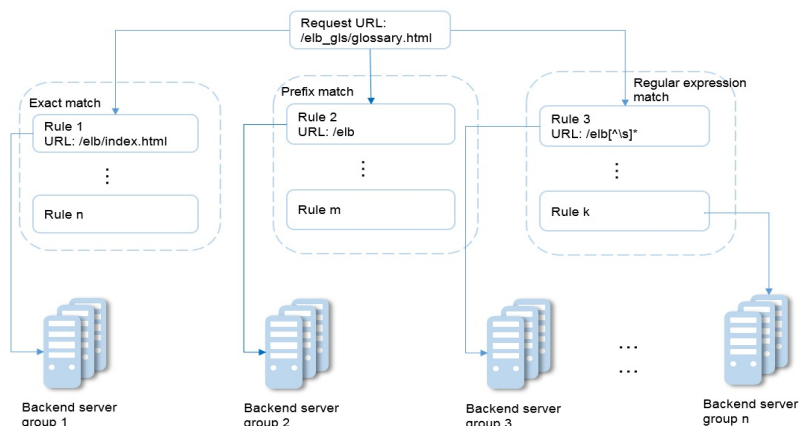 Request URL:
/elb_gls/glossary.html
Exact match
Prefix match
Regular expression
match
Rule 1
URL: /elb/index.html
Rule 2
URL: /elb
Rule 3
URL: /elb[^\s]*
⋮
⋮
⋮
Rule n
Rule m
Rule k
...
...
Backend server
group 1
Backend server
group 2
Backend server
group 3
Backend server
group n